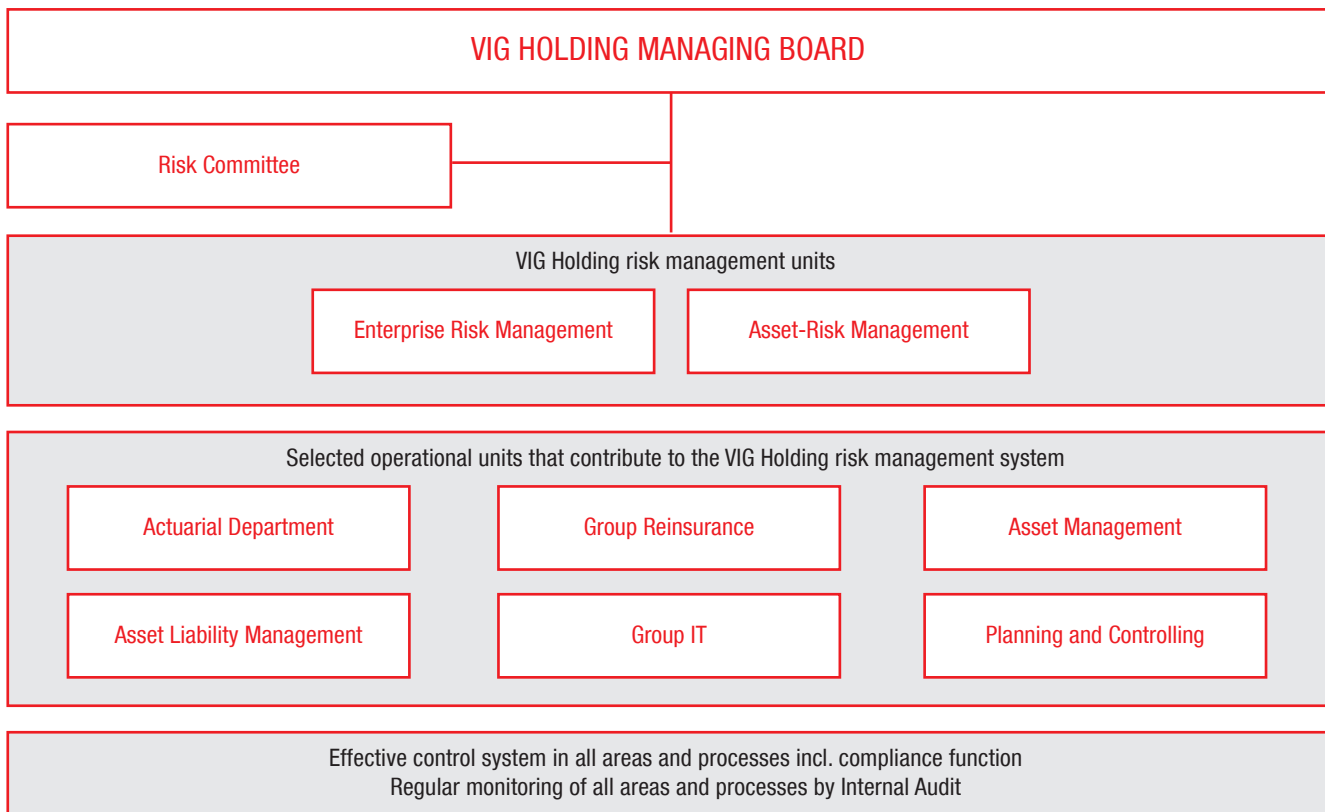 VIG HOLDING MANAGING BOARD
Risk Committee
VIG Holding risk management units
Enterprise Risk Management
Asset-Risk Management
Selected operational units that contribute to the VIG Holding risk management system
Actuarial Department
Group Reinsurance
Asset Management
Asset Liability Management
Group IT
Planning and Controlling
Effective control system in all areas and processes incl. compliance function
Regular monitoring of all areas and processes by Internal Audit